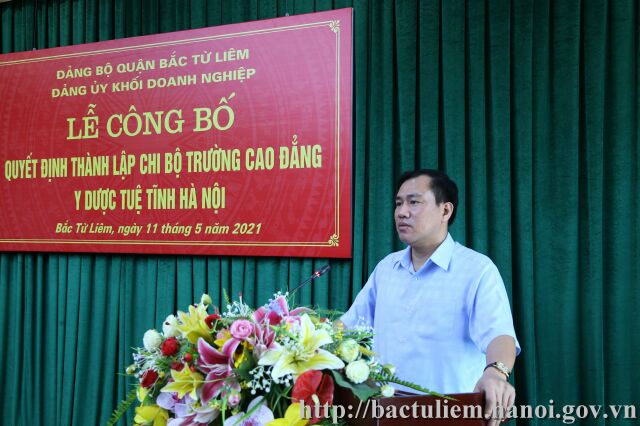 ĐẢNG BỘ QUẬN BẮC TỪ LIÊM
ĐẢNG ỦY KHỐI DOANH NGHIỆP
LỄ CÔNG BỐ
QUYẾT ĐỊNH THÀNH LẬP CHI BỘ TRƯỜNG CAO ĐẲNG
Y DƯỢC TUỆ TĨNH HÀ NỘI
Bắc Từ Liêm, ngày 11 tháng 5 năm 2021
http://bactuliem.hanoi.gov.vn